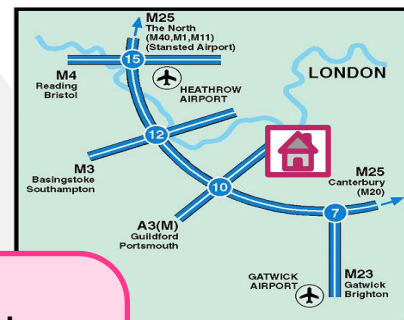 M25
The North
(M40,M1,M11)
(Stansted Airport)
15
M4
Reading
Bristol
HEATHROW
AIRPORT
LONDON
12
M3
Basingstoke
Southampton
M25
Canterbury
(M20)
10
7
A3(M)
Guildford
Portsmouth
GATWICK
AIRPORT
M23
Gatwick
Brighton